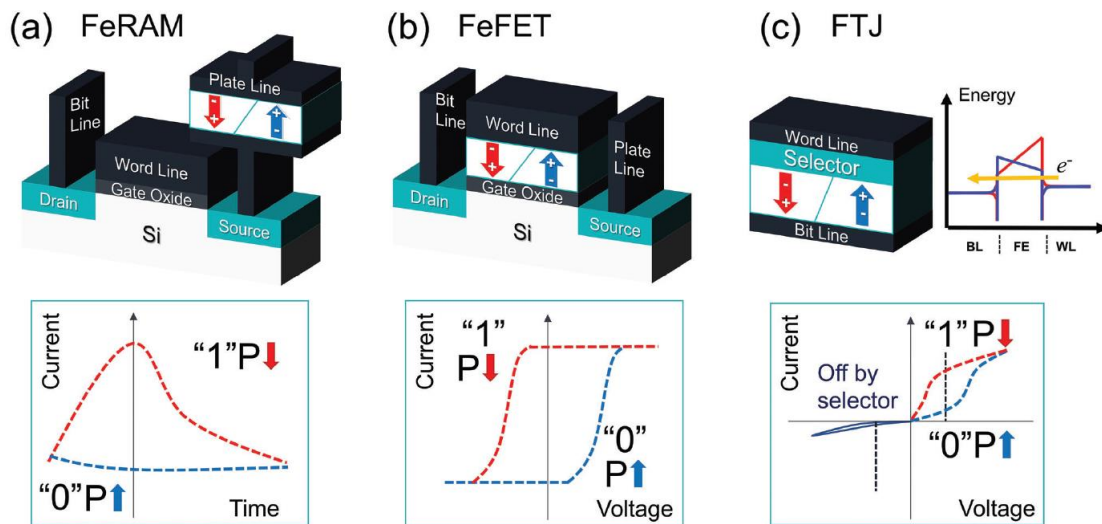 (a) FeRAM
Plate Line
Bit
Line
Word Line
Gate Oxide
Drain
Source
Si
-
+
+
-
Current
"1"P
"0"P
Time
(b) FeFET
Bit
Line
Word Line
Plate Line
Gate Oxide
Drain
Source
Si
-
+
+
-
Current
"1"
P
"0"
P
Voltage
(c) FTJ
Word Line
Selector
Bit Line
-
+
+
-
Energy
e-
BL FE WL
Current
"1"P
Off by
selector
"0"P
Voltage